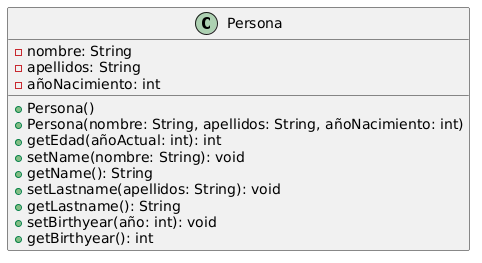 C Persona
nombre: String
apellidos: String
añoNacimiento: int
Persona()
Persona(nombre: String, apellidos: String, añoNacimiento: int)
getEdad(añoActual: int): int
setName(nombre: String): void
getName(): String
setLastname(apellidos: String): void
getLastname(): String
setBirthyear(año: int): void
getBirthyear(): int